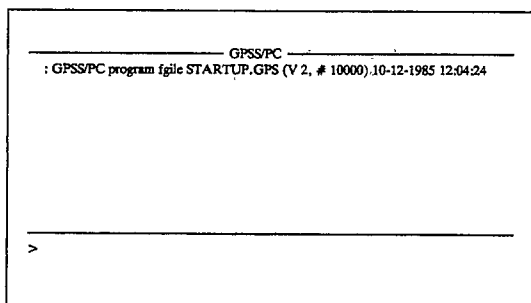 GPSS/PC
; GPSS/PC program fgile STARTUP.GPS (V 2, # 10000) 10-12-1985 12:04:24
>